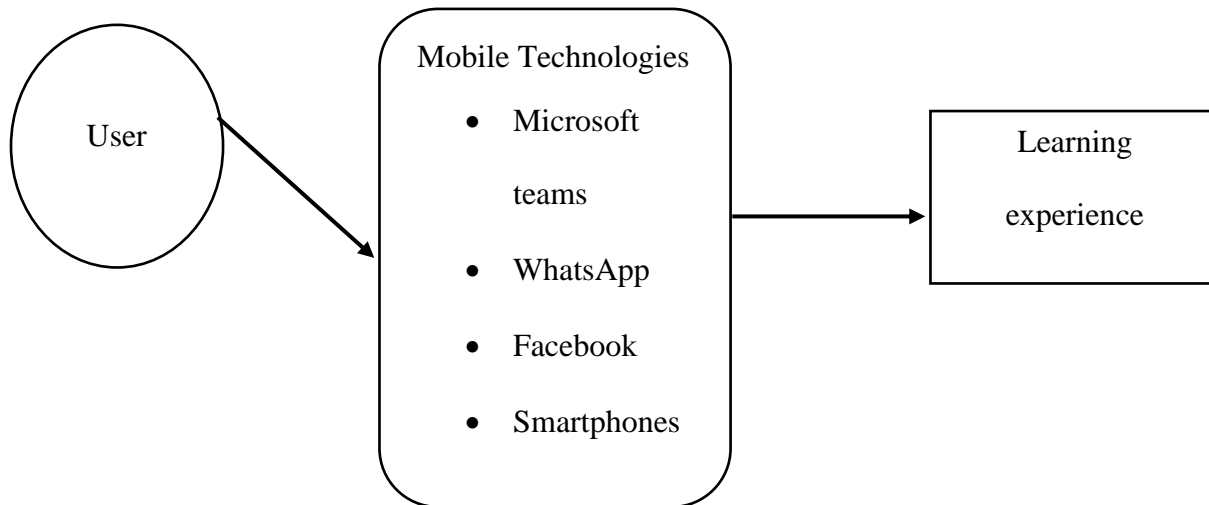 User
Mobile Technologies
• Microsoft
teams
• WhatsApp
• Facebook
• Smartphones
Learning
experience